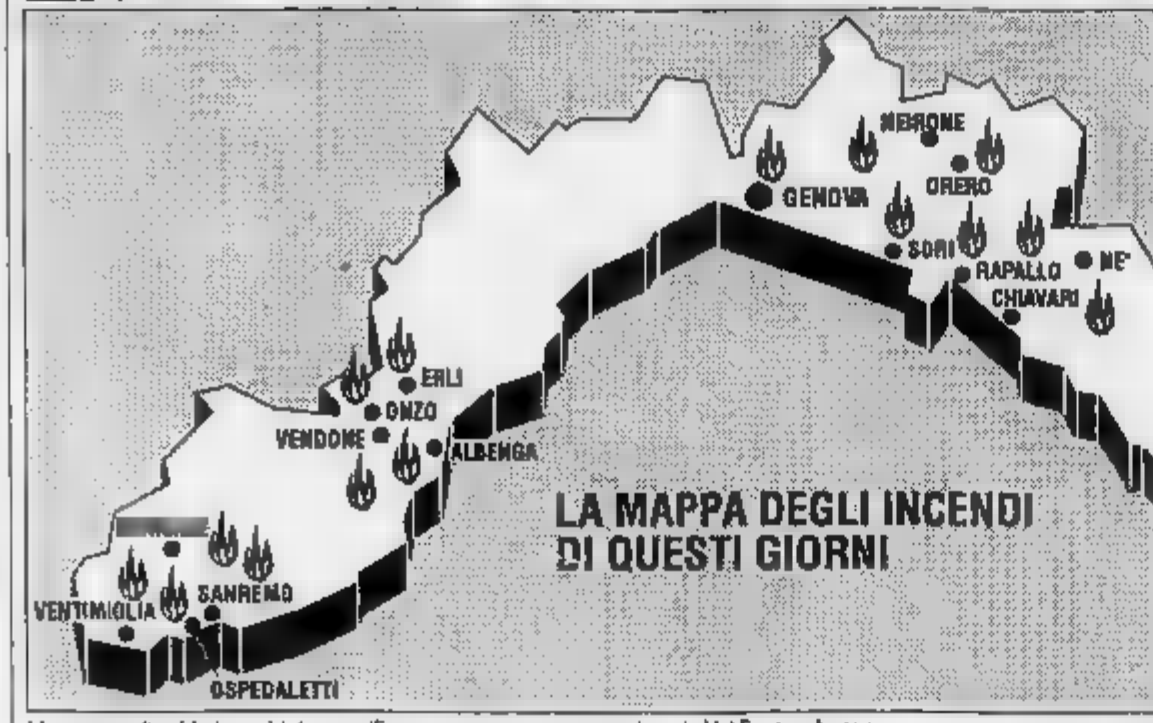 NEIRONE
ORERO
GENOVA
SORI
RAPALLO
NE'
CHIAVARI
ERLI
ONZO
VENDONE
ALBENGA
LA MAPPA DEGLI INCENDI
DI QUESTI GIORNI
SANREMO
VENTIMIGLIA
OSPEDALETTI